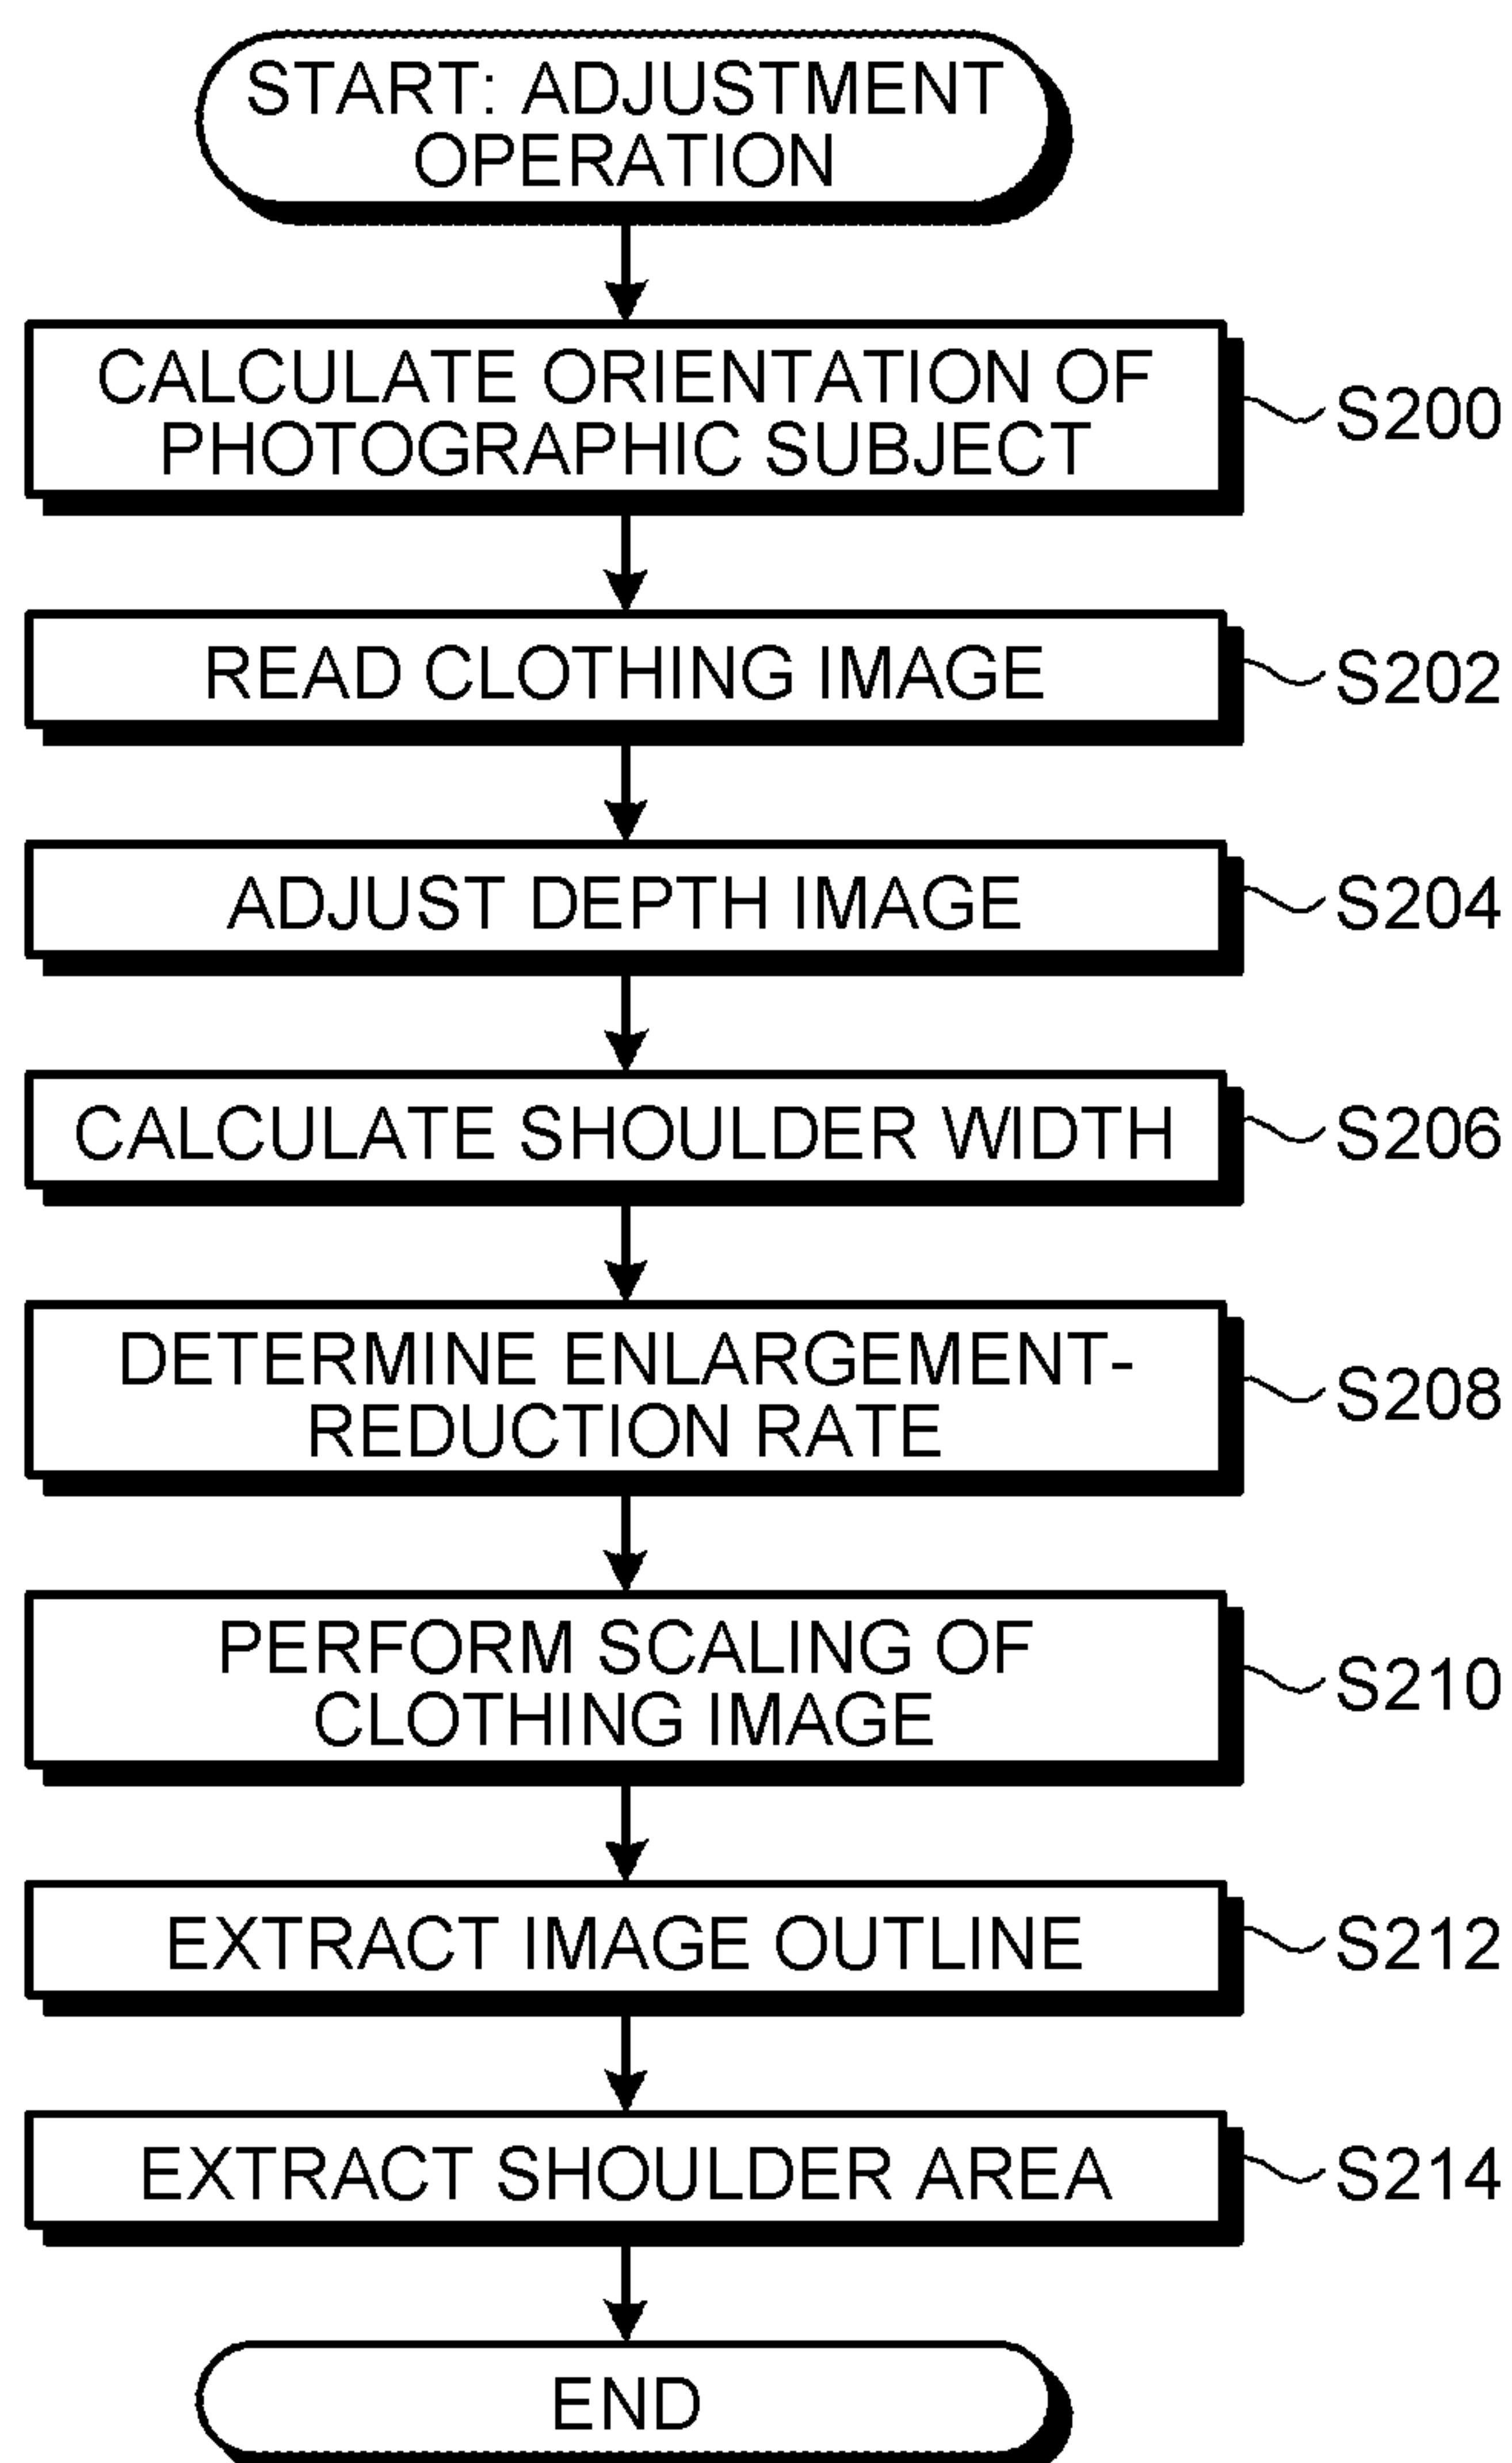 START: ADJUSTMENT
OPERATION
CALCULATE ORIENTATION OF
PHOTOGRAPHIC SUBJECT
S200
READ CLOTHING IMAGE
S202
ADJUST DEPTH IMAGE
S204
CALCULATE SHOULDER WIDTH
S206
DETERMINE ENLARGEMENT-
REDUCTION RATE
S208
PERFORM SCALING OF
CLOTHING IMAGE
S210
EXTRACT IMAGE OUTLINE
S212
EXTRACT SHOULDER AREA
S214
END